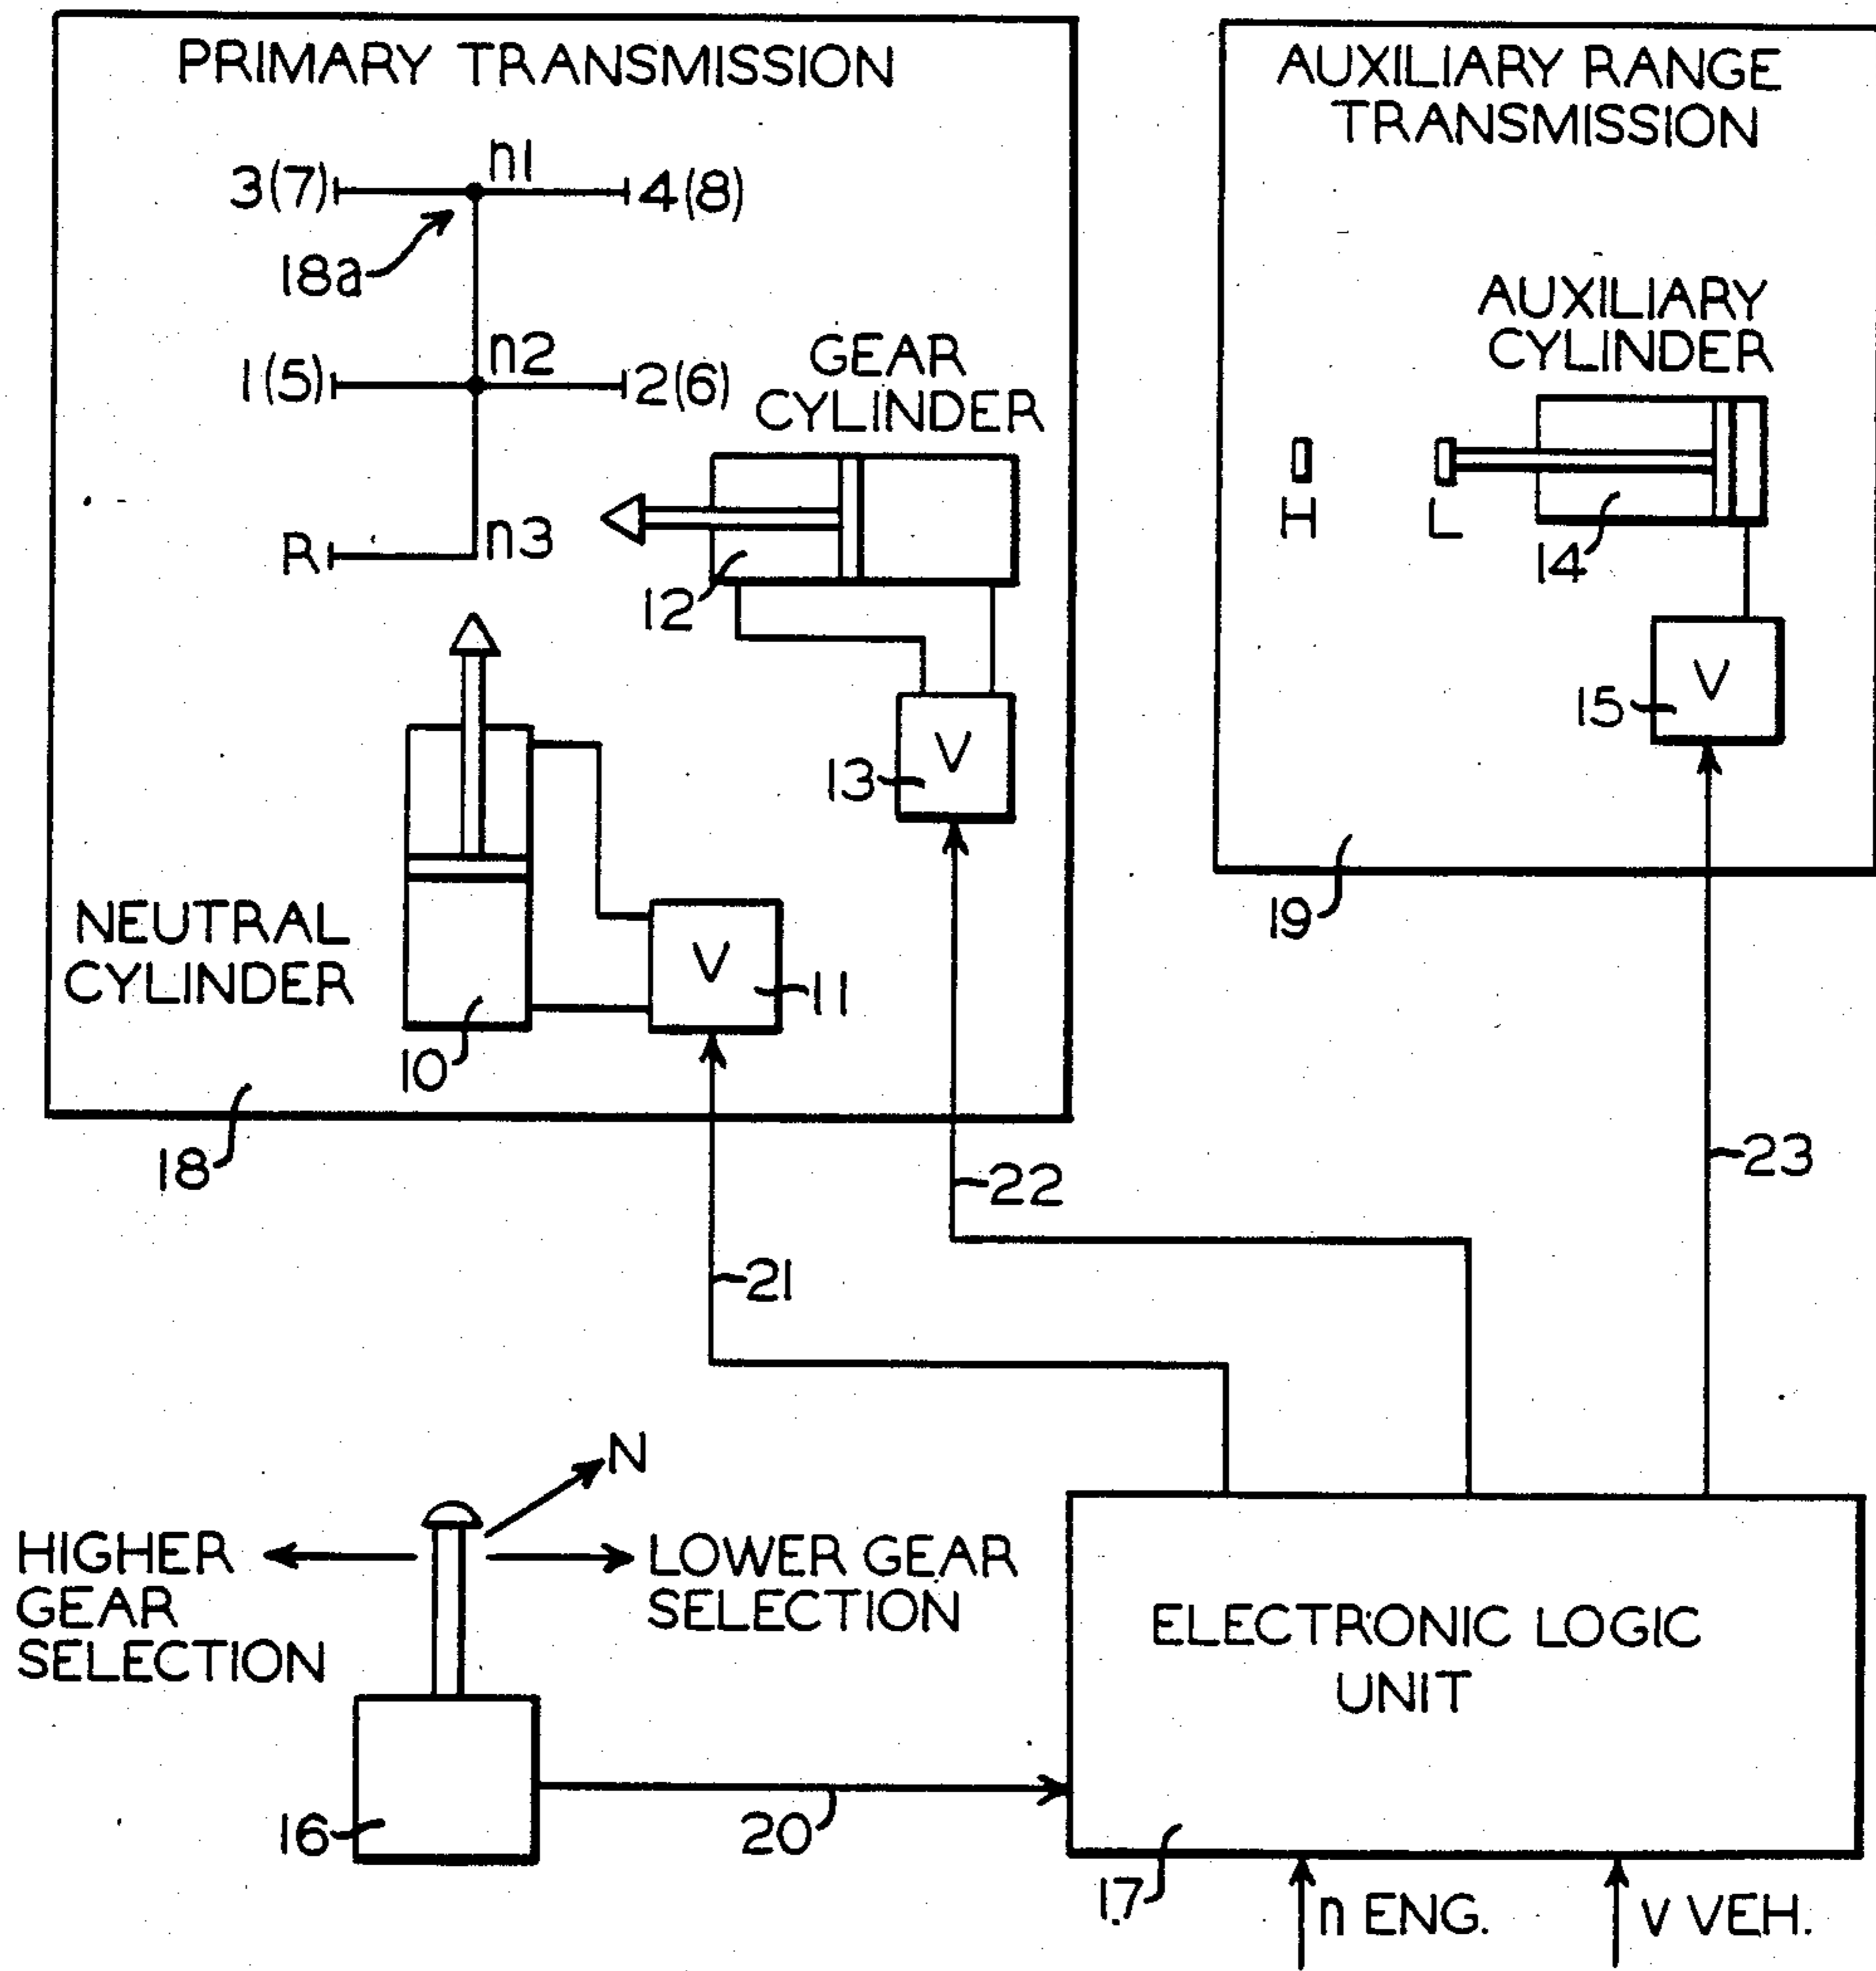 PRIMARY TRANSMISSION
3(7)
n1
4(8)
18a
1(5)
n2
2(6)
R
n3
GEAR
CYLINDER
12
V
13
NEUTRAL
CYLINDER
10
V
11
18
AUXILIARY RANGE
TRANSMISSION
AUXILIARY
CYLINDER
H
L
14
V
15
19
21
22
23
N
HIGHER
GEAR
SELECTION
LOWER GEAR
SELECTION
16
20
ELECTRONIC LOGIC
UNIT
17
n ENG.
v VEH.